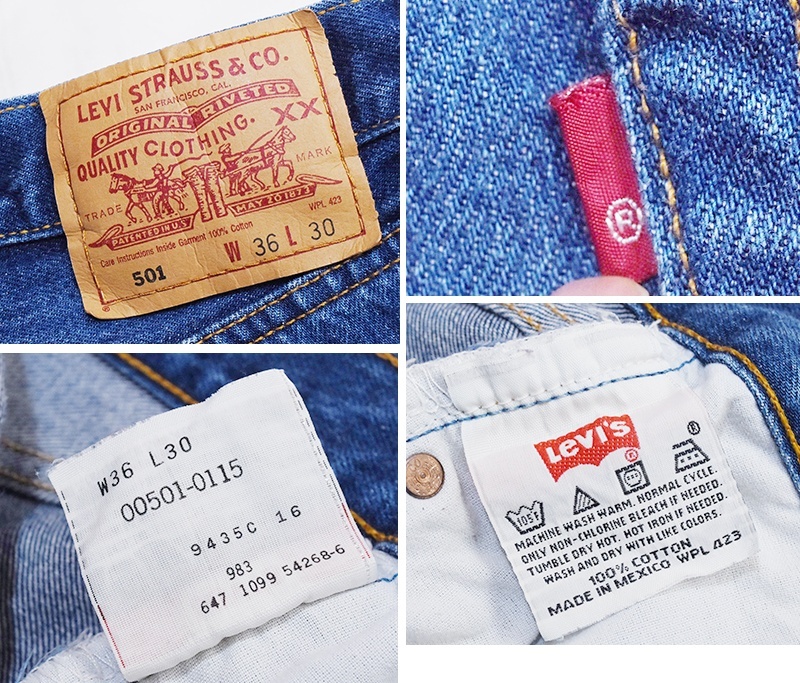 LEVI STRAUSS & CO.
SAN FRANCISCO, CAL.
ORIGINAL RIVETED
QUALITY CLOTHING. XX
TRADE MARK
PATENTED IN U.S. MAY 20 1873
WPL 423
Care Instructions Inside Garment 100% Cotton
501 W 36 L 30
®
®
W36 L30
00501-0115
9435C 16
983
647 1099 54268-6
Levi's
®
105F
®
MACHINE WASH WARM. NORMAL CYCLE.
ONLY NON-CHLORINE BLEACH IF NEEDED.
TUMBLE DRY HOT. HOT IRON IF NEEDED.
WASH AND DRY WITH LIKE COLORS.
100% COTTON
MADE IN MEXICO WPL 423